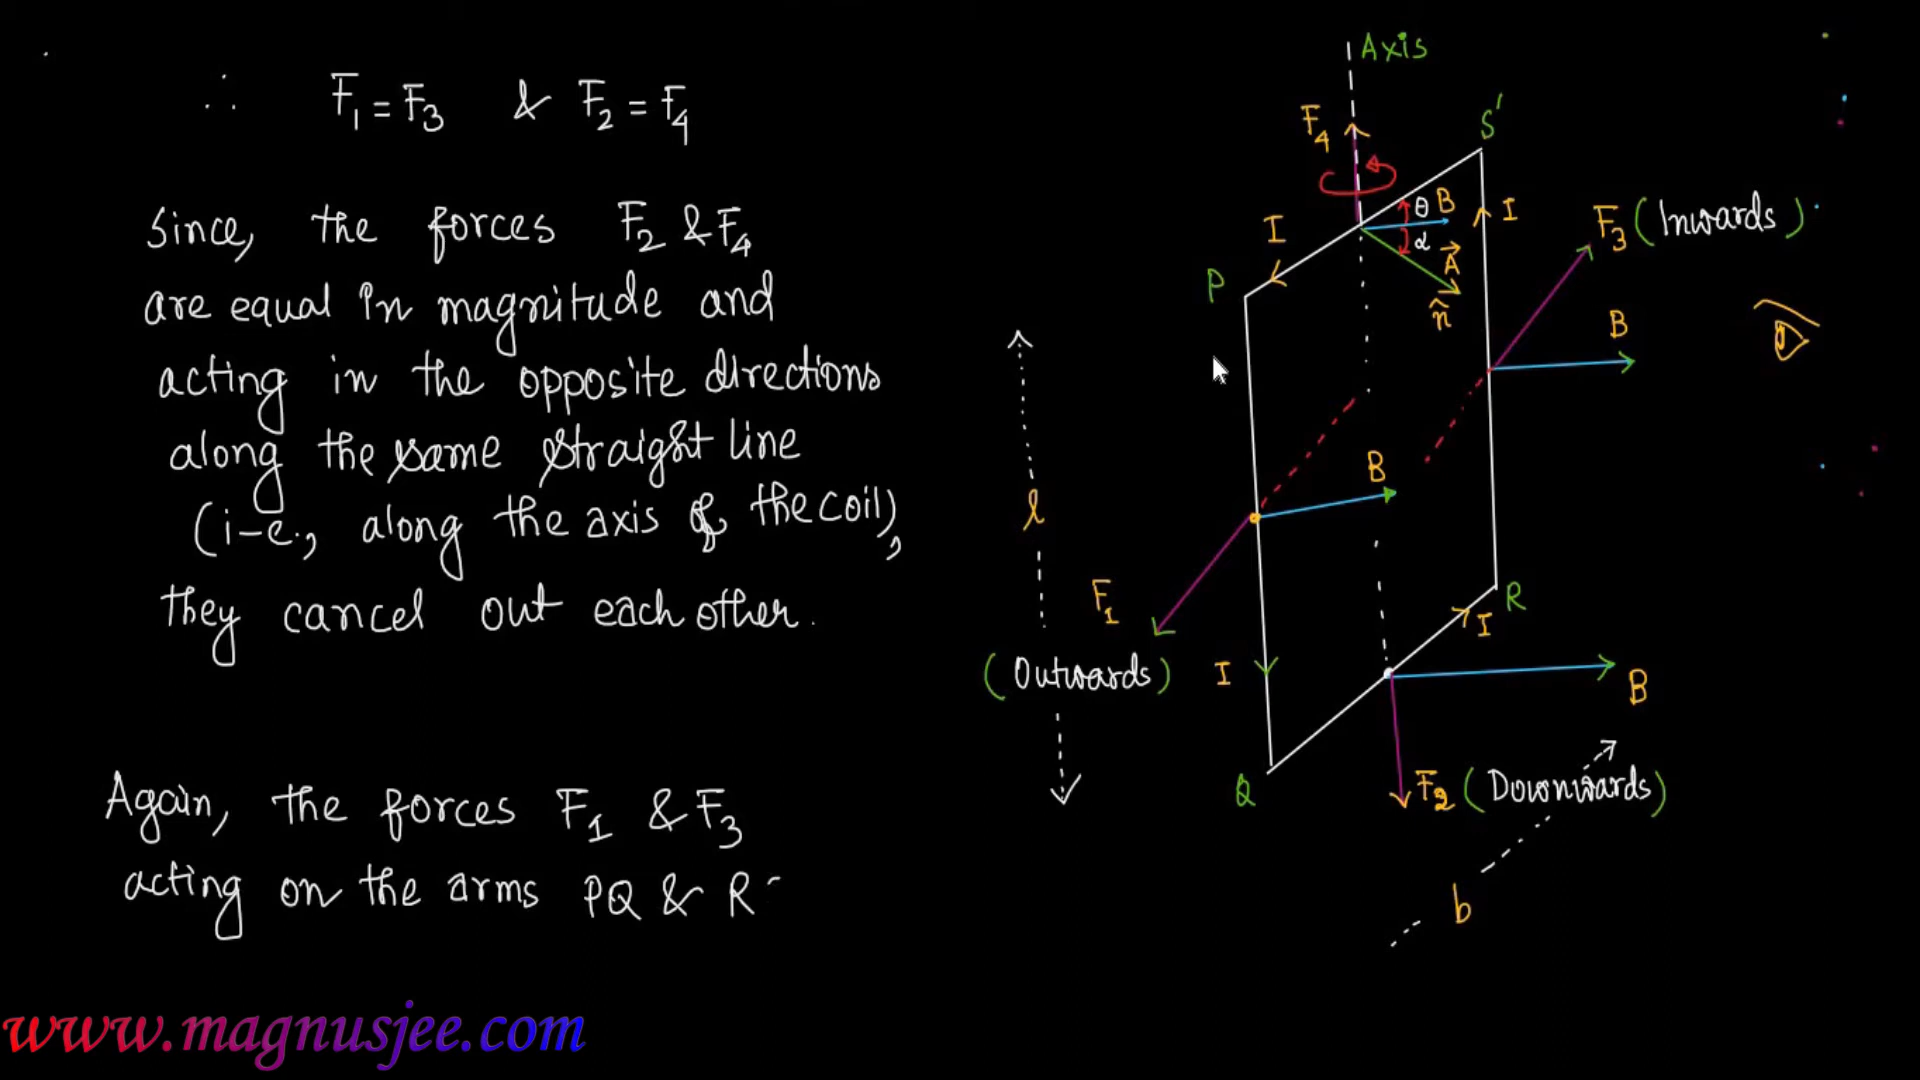 ∴ F₁ = F₃ & F₂ = F₄
Since, the forces F₂ & F₄
are equal in magnitude and
acting in the opposite directions
along the same straight line
(i-e., along the axis of the coil),
they cancel out each other.
Again, the forces F₁ & F₃
acting on the arms PQ & R
www.magnusjee.com
Axis
F₄
S'
θ
B
I
I
F₃ (Inwards)
P
α
A⃗
n̂
B
B
l
F₁
R
I
(Outwards)
I
B
Q
F₂ (Downwards)
b